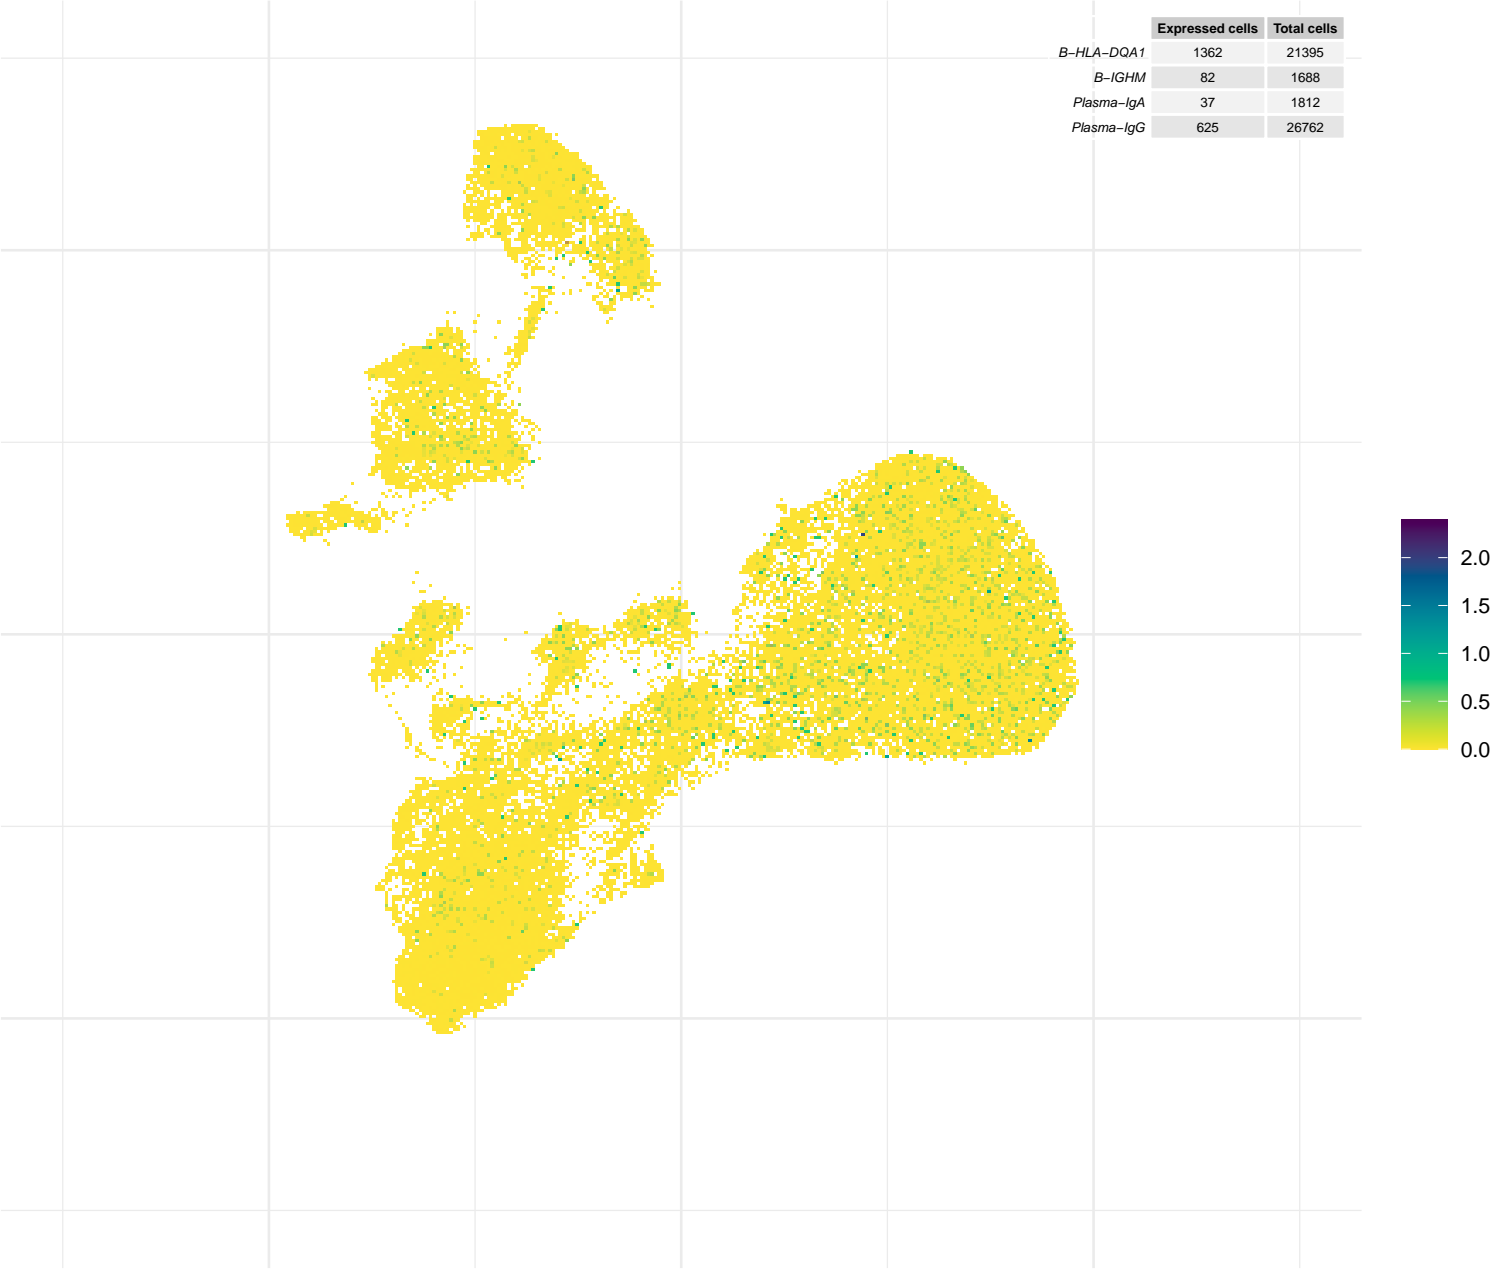 Expressed cells Total cells
B−HLA−DQA1 1362 21395
B−IGHM 82 1688
Plasma−IgA 37 1812
Plasma−IgG 625 26762
2.0
1.5
1.0
0.5
0.0